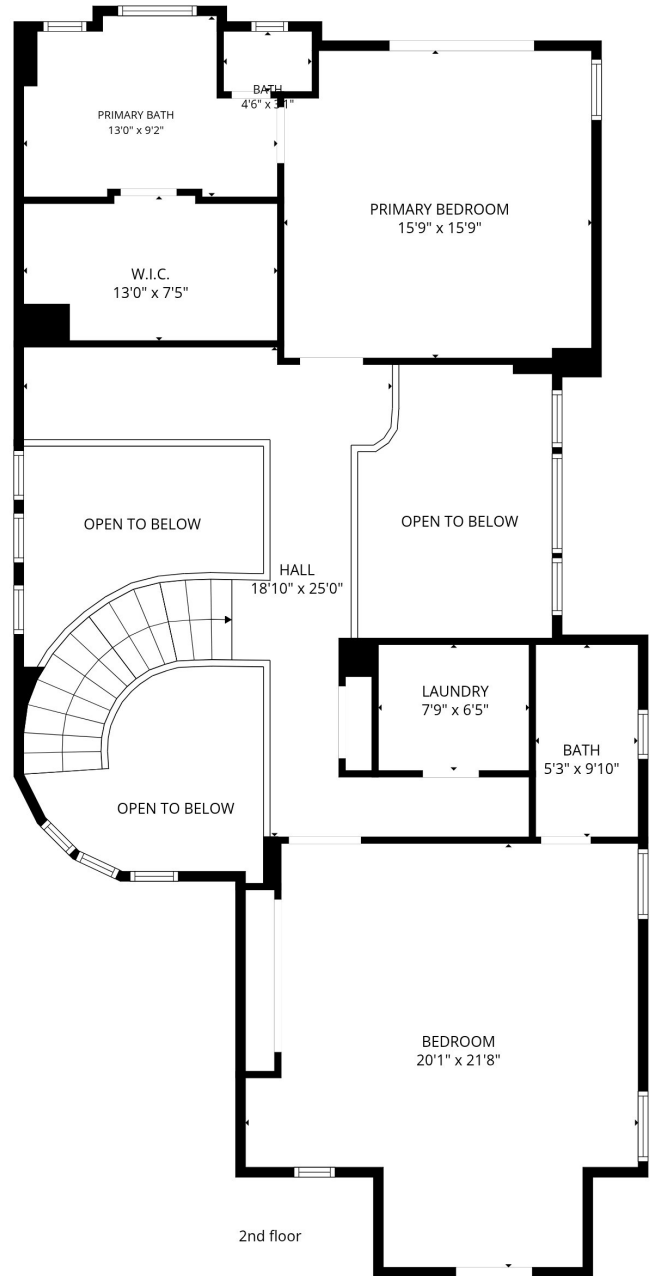 BATH
4'6" x 3'1"
PRIMARY BATH
13'0" x 9'2"
PRIMARY BEDROOM
15'9" x 15'9"
W.I.C.
13'0" x 7'5"
OPEN TO BELOW
OPEN TO BELOW
HALL
18'10" x 25'0"
LAUNDRY
7'9" x 6'5"
BATH
5'3" x 9'10"
OPEN TO BELOW
BEDROOM
20'1" x 21'8"
2nd floor